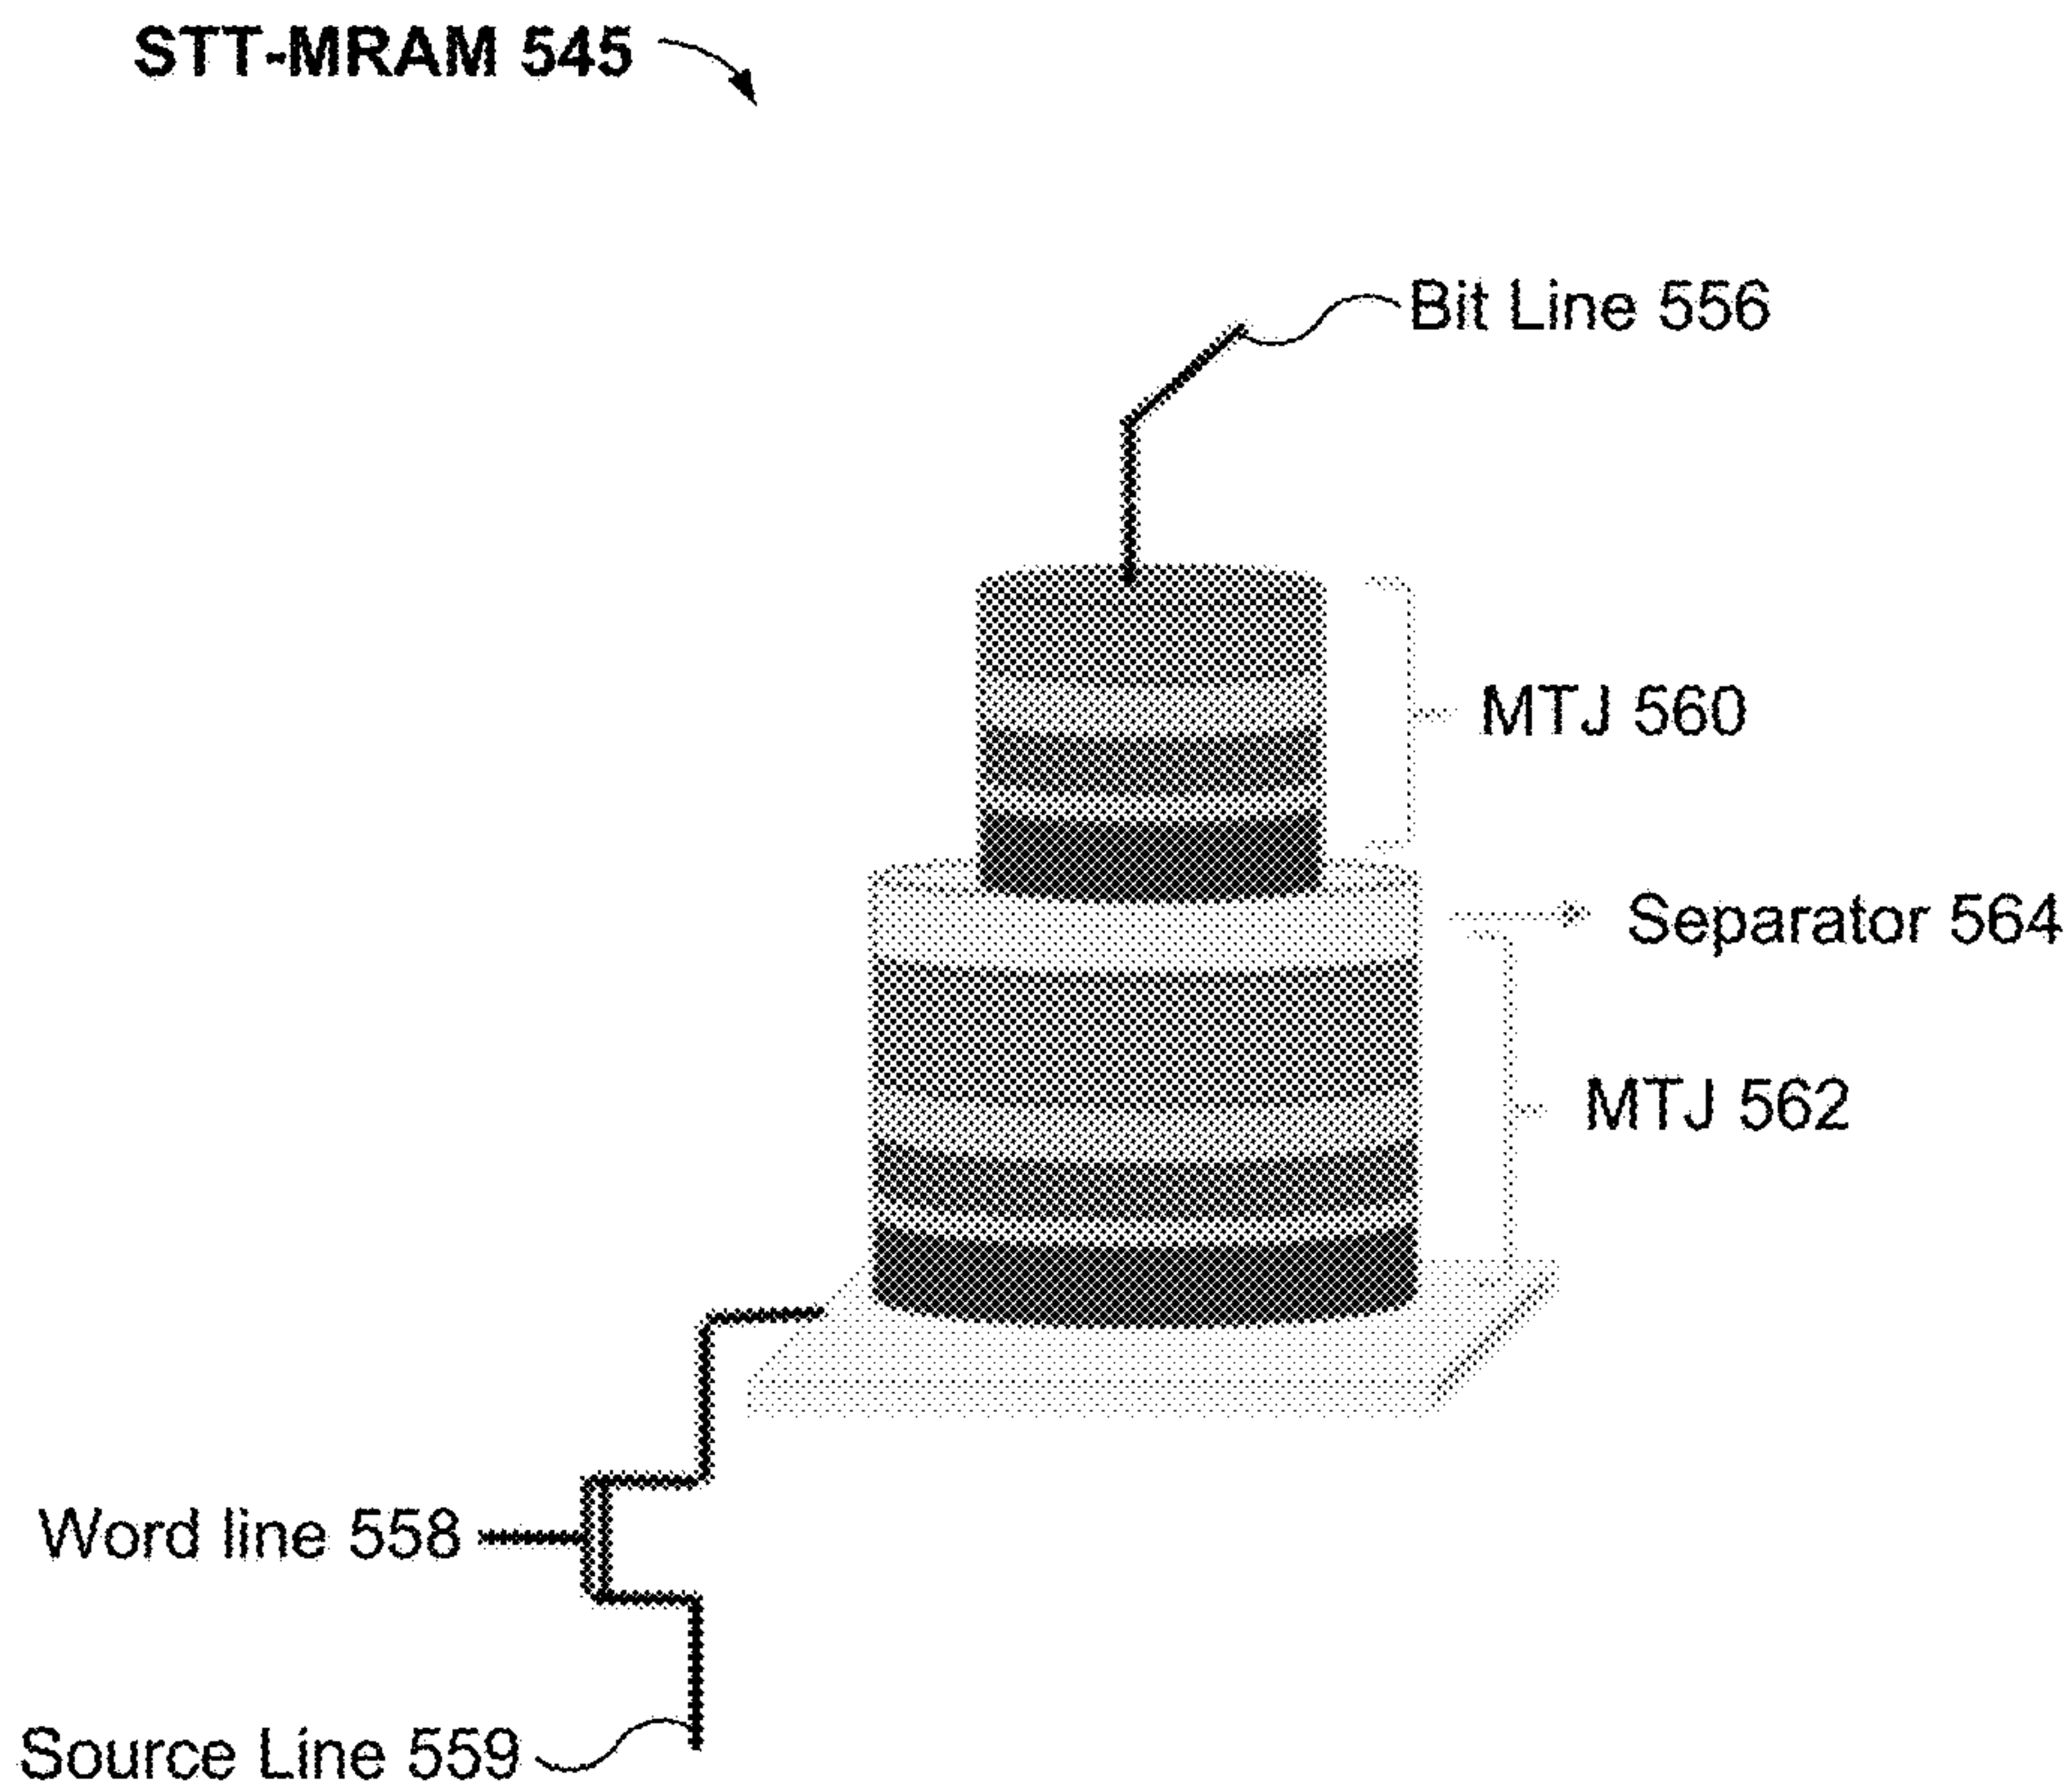 STT-MRAM 545
Bit Line 556
MTJ 560
Separator 564
MTJ 562
Word line 558
Source Line 559